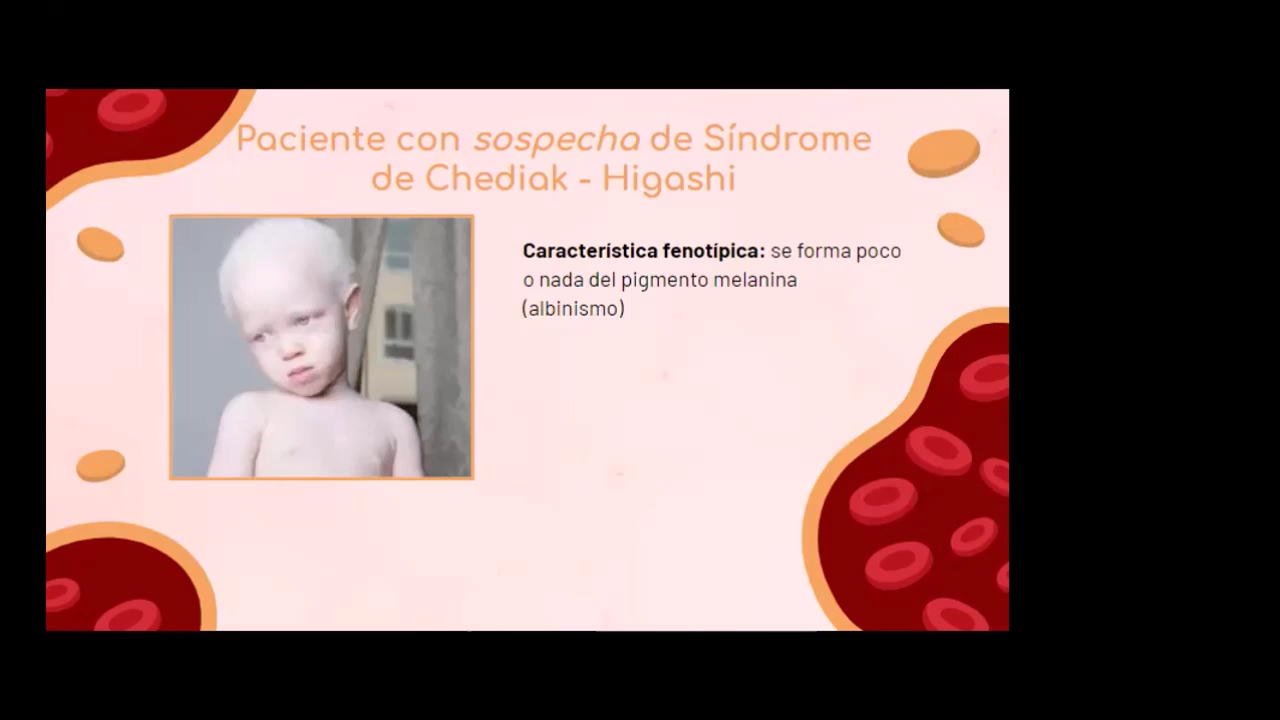 Paciente con sospecha de Síndrome
de Chediak - Higashi
Característica fenotípica: se forma poco
o nada del pigmento melanina
(albinismo)